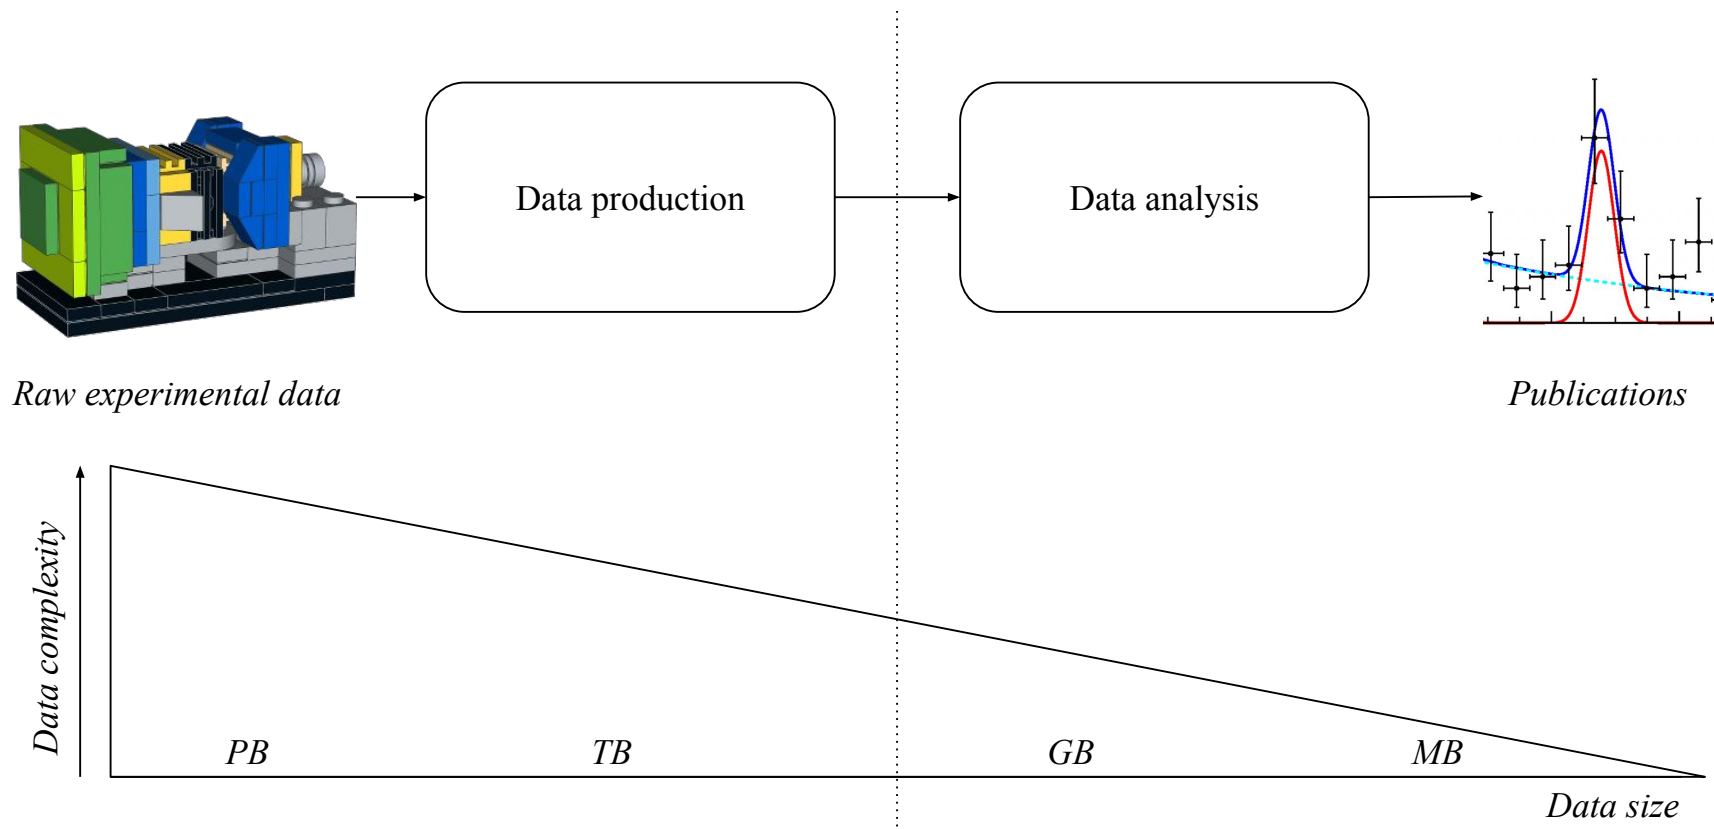 Data production
Data analysis
Raw experimental data
Publications
Data complexity
PB
TB
GB
MB
Data size